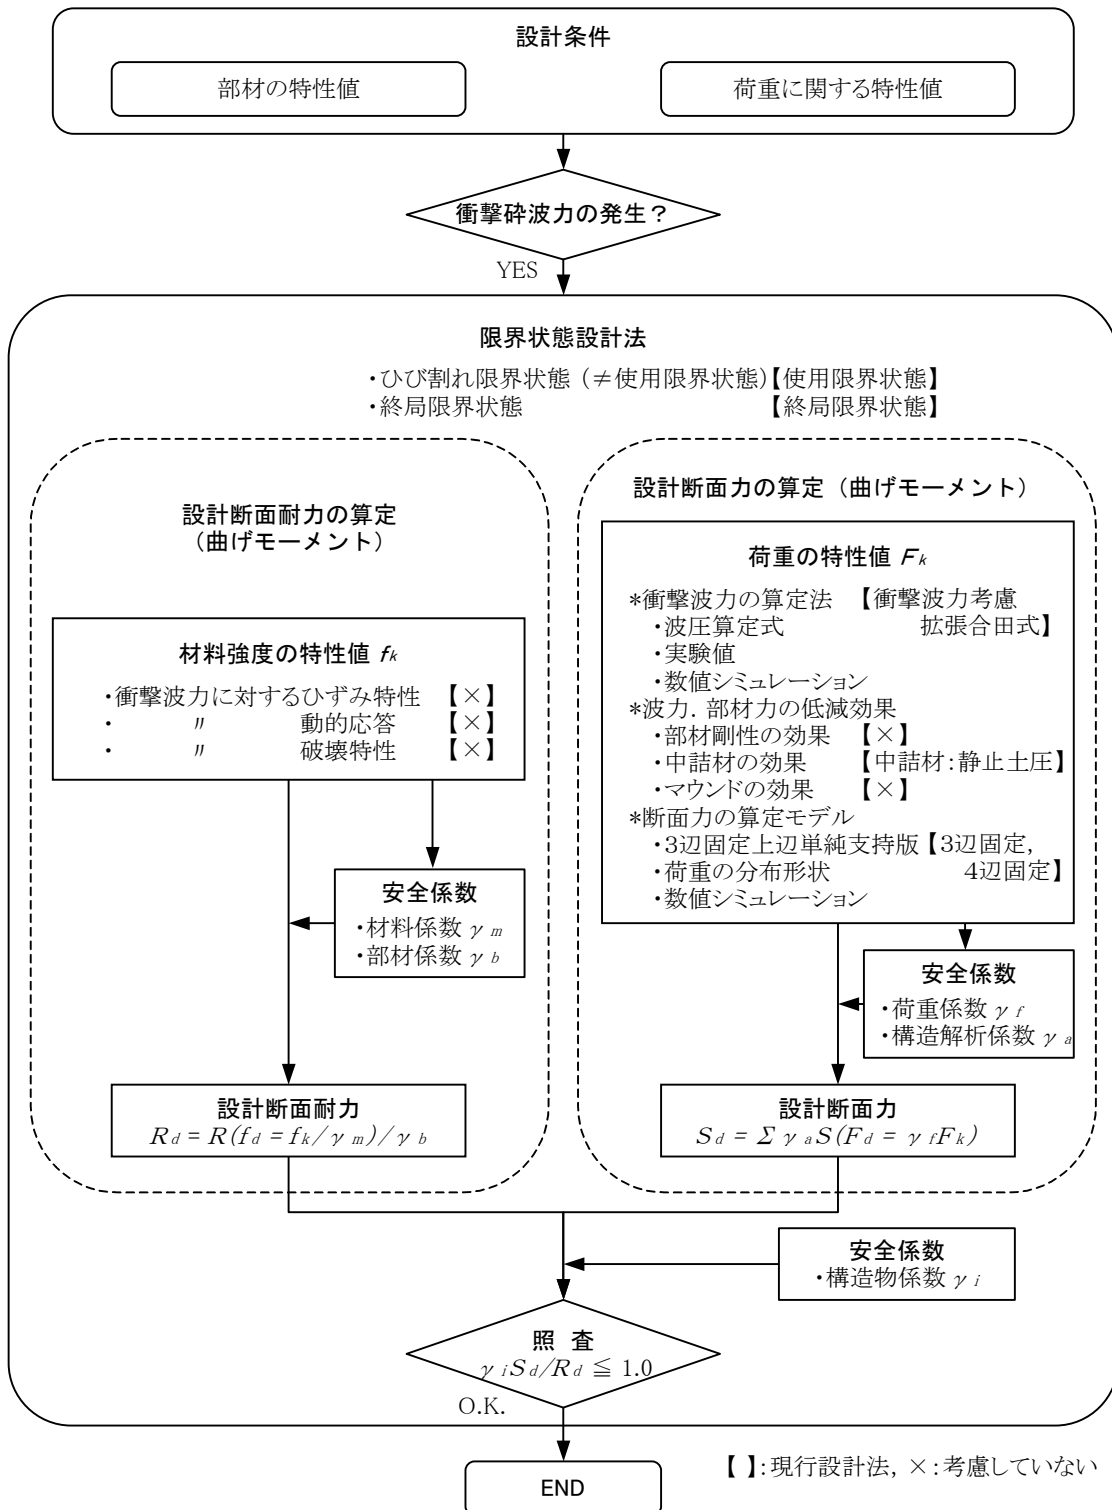 設計条件
部材の特性値
荷重に関する特性値
衝撃砕波力の発生？
YES
限界状態設計法
・ひび割れ限界状態（≠使用限界状態）【使用限界状態】
・終局限界状態 【終局限界状態】
設計断面耐力の算定
（曲げモーメント）
材料強度の特性値 fk
・衝撃波力に対するひずみ特性 【×】
・ 〃 動的応答 【×】
・ 〃 破壊特性 【×】
安全係数
・材料係数 γm
・部材係数 γb
設計断面耐力
Rd = R(fd = fk/γm)/γb
設計断面力の算定（曲げモーメント）
荷重の特性値 Fk
*衝撃波力の算定法 【衝撃波力考慮
・波圧算定式 拡張合田式】
・実験値
・数値シミュレーション
*波力．部材力の低減効果
・部材剛性の効果 【×】
・中詰材の効果 【中詰材：静止土圧】
・マウンドの効果 【×】
*断面力の算定モデル
・3辺固定上辺単純支持版【3辺固定，
・荷重の分布形状 4辺固定】
・数値シミュレーション
安全係数
・荷重係数 γf
・構造解析係数 γa
設計断面力
Sd = Σ γa S(Fd = γf Fk)
安全係数
・構造物係数 γi
照 査
γi Sd/Rd ≦ 1.0
O.K.
END
【 】：現行設計法，×：考慮していない